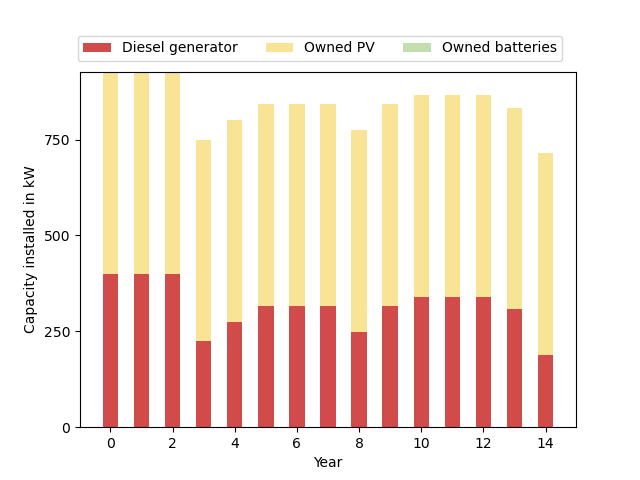 Diesel generator Owned PV Owned batteries
750
500
250
0
Capacity installed in kW
0 2 4 6 8 10 12 14
Year